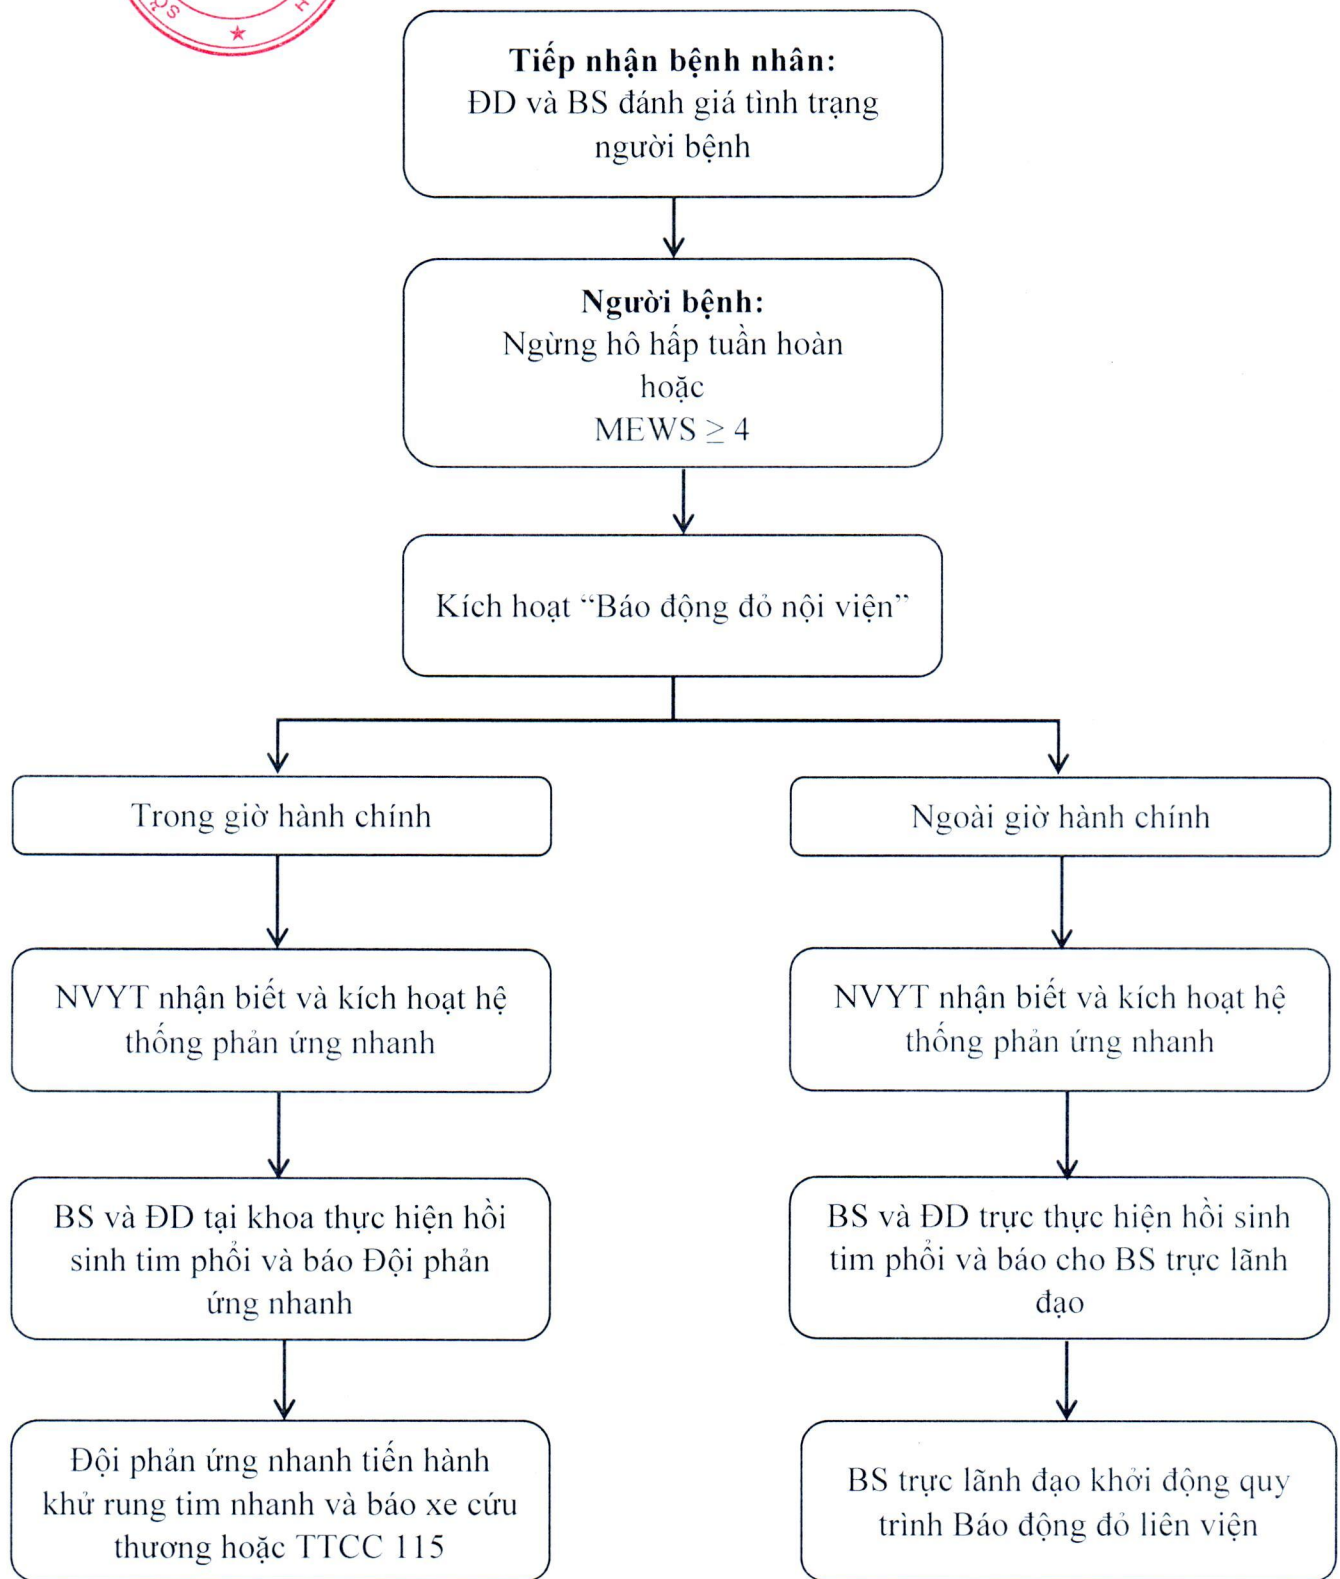 Tiếp nhận bệnh nhân:
ĐD và BS đánh giá tình trạng
người bệnh
Người bệnh:
Ngừng hô hấp tuần hoàn
hoặc
MEWS ≥ 4
Kích hoạt “Báo động đỏ nội viện”
Trong giờ hành chính
Ngoài giờ hành chính
NVYT nhận biết và kích hoạt hệ
thống phản ứng nhanh
NVYT nhận biết và kích hoạt hệ
thống phản ứng nhanh
BS và ĐD tại khoa thực hiện hồi
sinh tim phổi và báo Đội phản
ứng nhanh
BS và ĐD trực thực hiện hồi sinh
tim phổi và báo cho BS trực lãnh
đạo
Đội phản ứng nhanh tiến hành
khử rung tim nhanh và báo xe cứu
thương hoặc TTCC 115
BS trực lãnh đạo khởi động quy
trình Báo động đỏ liên viện